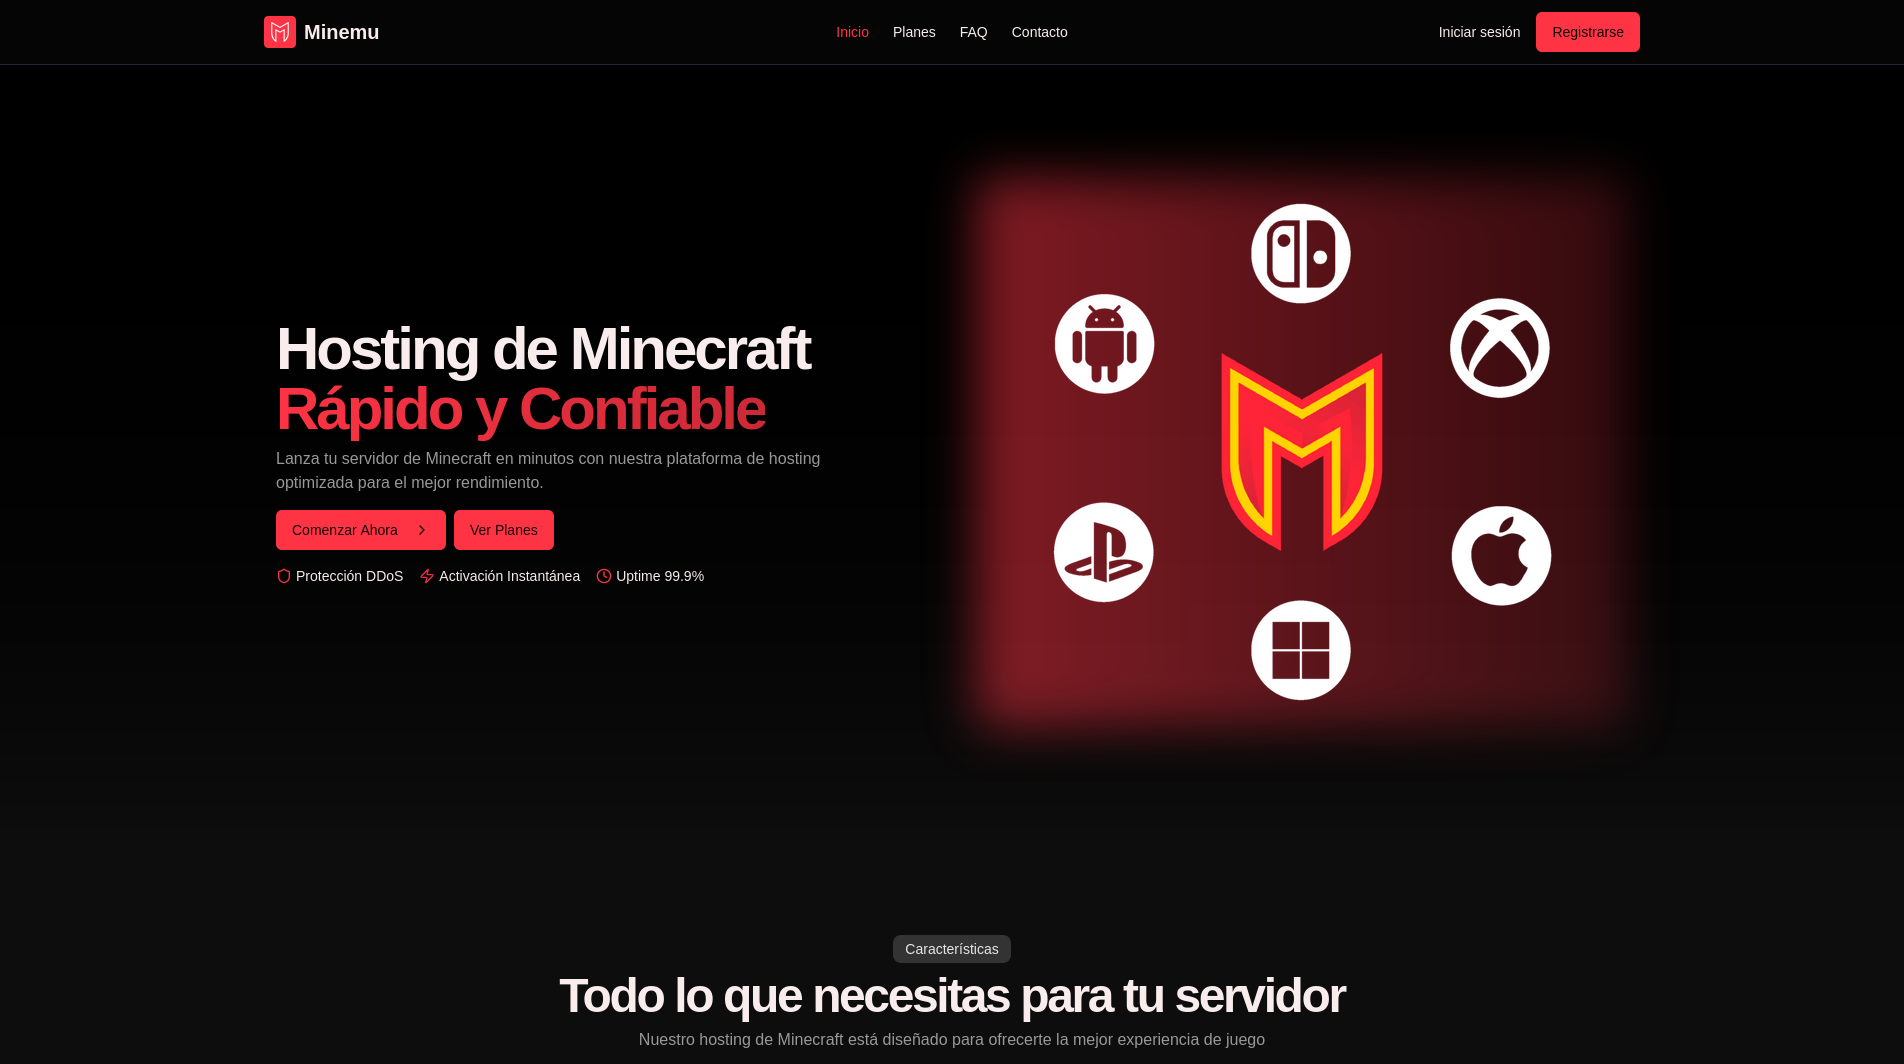 Minemu
Inicio
Planes
FAQ
Contacto
Iniciar sesión
Registrarse
Hosting de Minecraft
Rápido y Confiable
Lanza tu servidor de Minecraft en minutos con nuestra plataforma de hosting
optimizada para el mejor rendimiento.
Comenzar Ahora
Ver Planes
Protección DDoS
Activación Instantánea
Uptime 99.9%
Características
Todo lo que necesitas para tu servidor
Nuestro hosting de Minecraft está diseñado para ofrecerte la mejor experiencia de juego